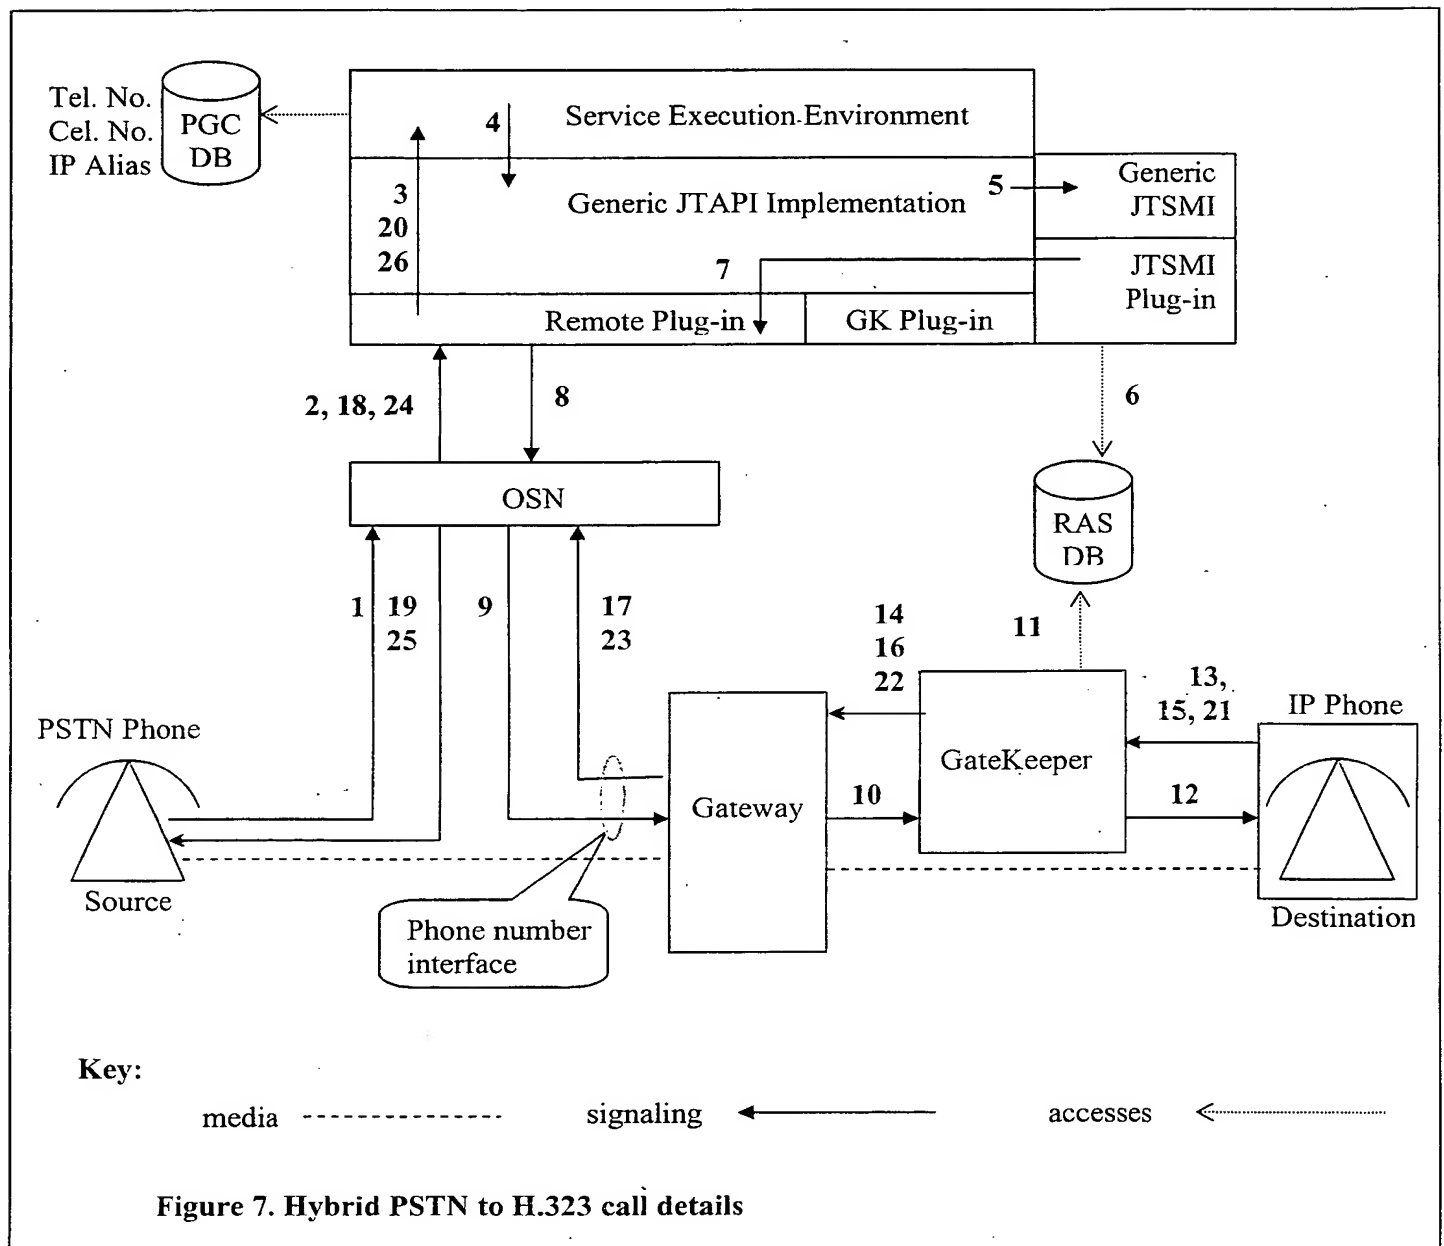 Tel. No.
Cel. No.
IP Alias
PGC
DB
Service Execution Environment
4
3
20
26
Generic JTAPI Implementation
5
Generic
JTSMI
7
JTSMI
Plug-in
Remote Plug-in
GK Plug-in
2, 18, 24
8
6
OSN
RAS
DB
1
19
25
9
17
23
14
16
22
11
13,
15, 21
IP Phone
PSTN Phone
GateKeeper
Gateway
10
12
Source
Destination
Phone number
interface
Key:
media
signaling
accesses
Figure 7. Hybrid PSTN to H.323 call details